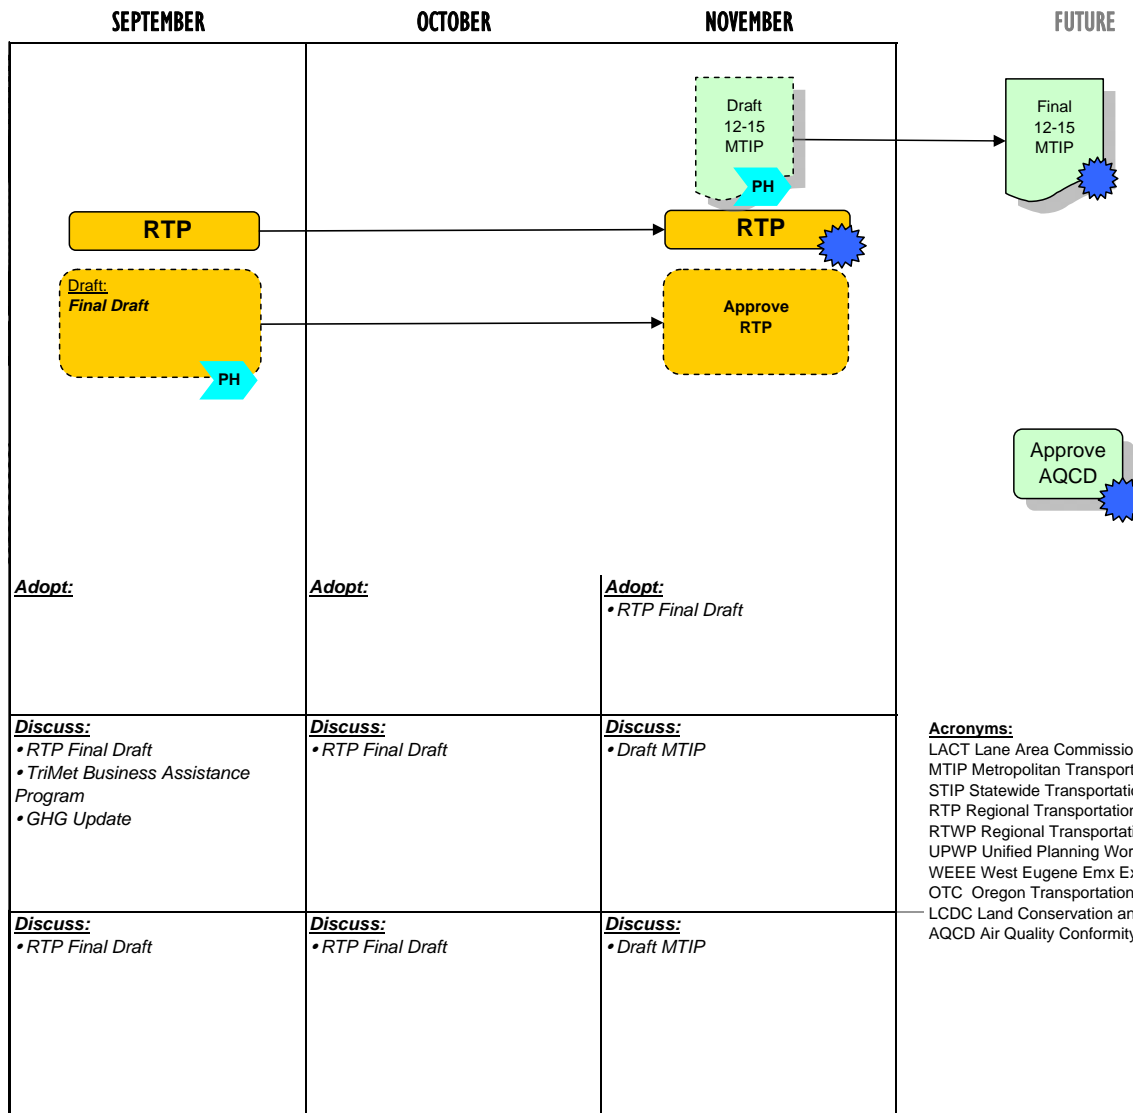 SEPTEMBER
OCTOBER
NOVEMBER
FUTURE
Draft
12-15
MTIP
PH
Final
12-15
MTIP
RTP
RTP
Draft:
Final Draft
PH
Approve
RTP
Approve
AQCD
Adopt:
Adopt:
Adopt:
• RTP Final Draft
Discuss:
• RTP Final Draft
• TriMet Business Assistance
Program
• GHG Update
Discuss:
• RTP Final Draft
Discuss:
• Draft MTIP
Acronyms:
LACT Lane Area Commissio
MTIP Metropolitan Transport
STIP Statewide Transportati
RTP Regional Transportation
RTWP Regional Transportati
UPWP Unified Planning Wor
WEEE West Eugene Emx Ex
OTC Oregon Transportation
LCDC Land Conservation an
AQCD Air Quality Conformity
Discuss:
• RTP Final Draft
Discuss:
• RTP Final Draft
Discuss:
• Draft MTIP